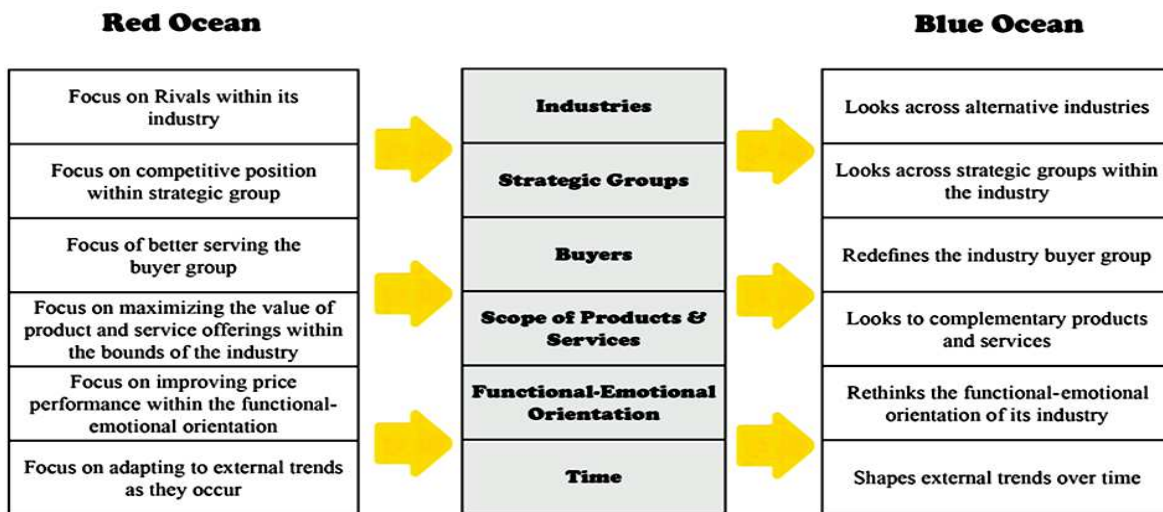 Red Ocean
Blue Ocean
Focus on Rivals within its
industry
Industries
Looks across alternative industries
Focus on competitive position
within strategic group
Strategic Groups
Looks across strategic groups within
the industry
Focus of better serving the
buyer group
Buyers
Redefines the industry buyer group
Focus on maximizing the value of
product and service offerings within
the bounds of the industry
Scope of Products &
Services
Looks to complementary products
and services
Focus on improving price
performance within the functional-
emotional orientation
Functional-Emotional
Orientation
Rethinks the functional-emotional
orientation of its industry
Focus on adapting to external trends
as they occur
Time
Shapes external trends over time